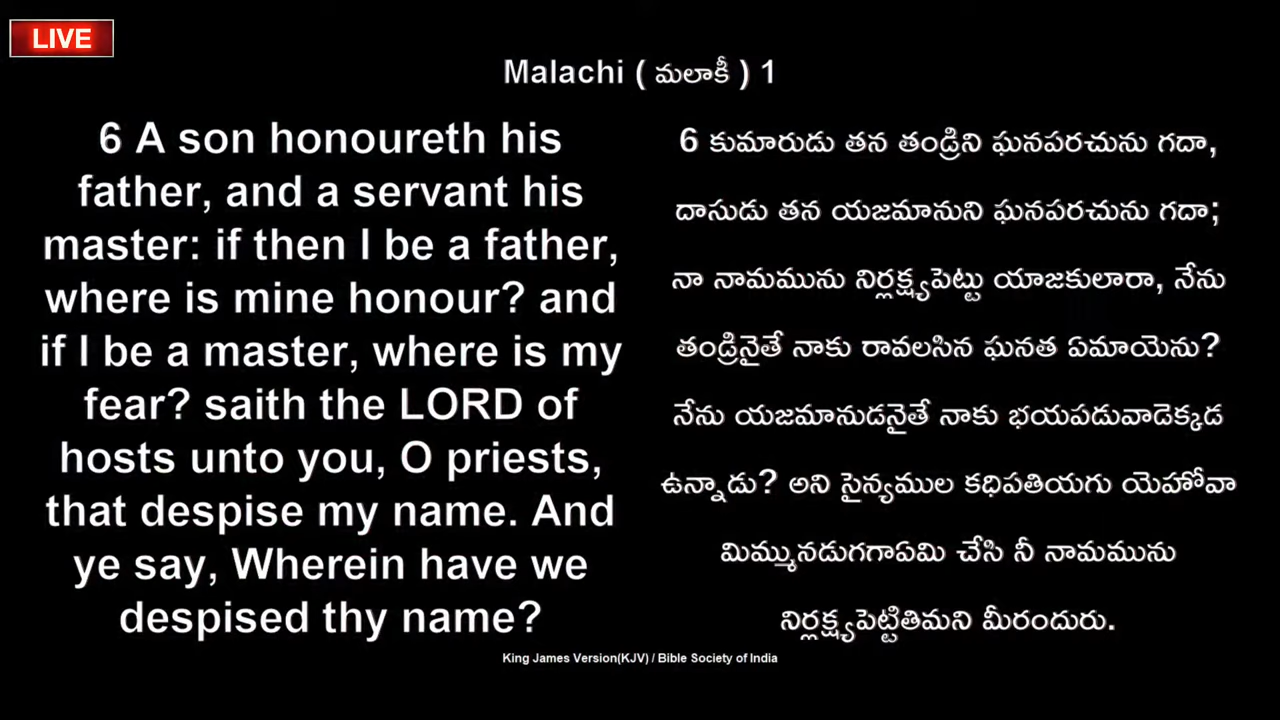 LIVE
Malachi ( మలాకీ ) 1
6 A son honoureth his
father, and a servant his
master: if then I be a father,
where is mine honour? and
if I be a master, where is my
fear? saith the LORD of
hosts unto you, O priests,
that despise my name. And
ye say, Wherein have we
despised thy name?
6 కుమారుడు తన తండ్రిని ఘనపరచును గదా,
దాసుడు తన యజమానుని ఘనపరచును గదా;
నా నామమును నిర్లక్ష్యపెట్టు యాజకులారా, నేను
తండ్రినైతే నాకు రావలసిన ఘనత ఏమాయెను?
నేను యజమానుడనైతే నాకు భయపడువాడెక్కడ
ఉన్నాడు? అని సైన్యముల కధిపతియగు యెహోవా
మిమ్మునడుగగాఏమి చేసి నీ నామమును
నిర్లక్ష్యపెట్టితిమని మీరందురు.
King James Version(KJV) / Bible Society of India